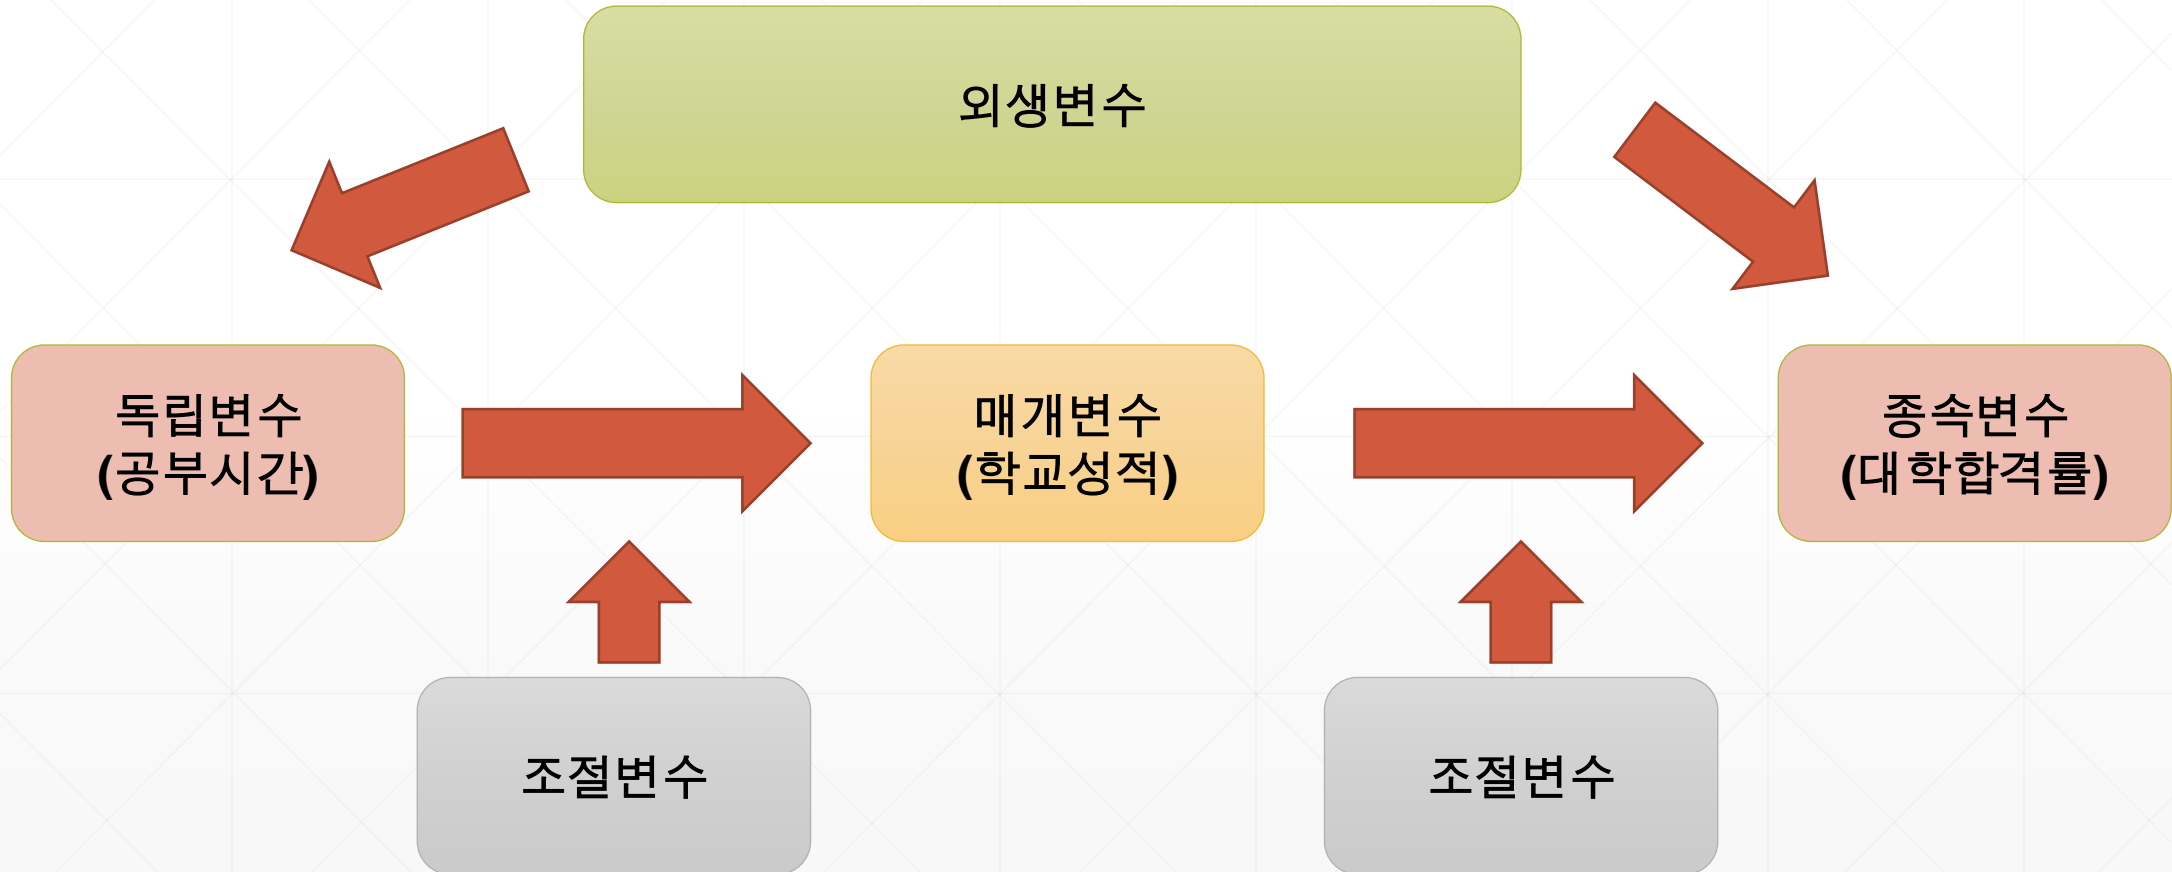 외생변수
독립변수
(공부시간)
매개변수
(학교성적)
종속변수
(대학합격률)
조절변수
조절변수